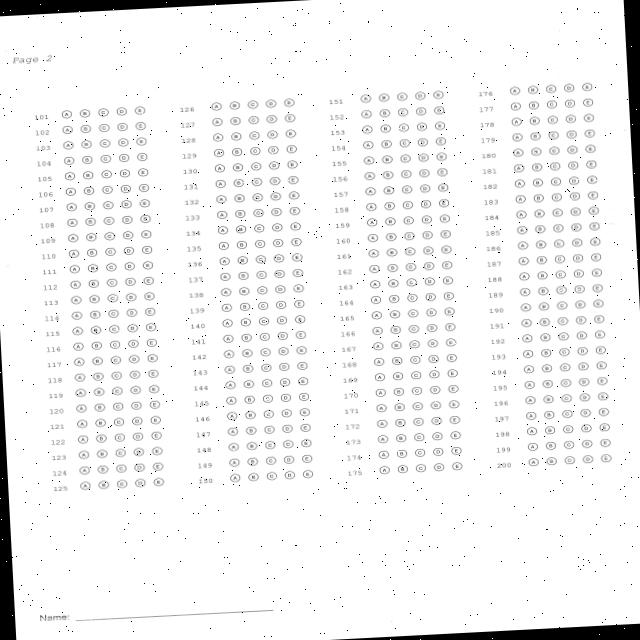 Page 2
101 A B C D E
102 A B C D E
103 A B C D E
104 A B C D E
105 A B C D E
106 A B C D E
107 A B C D E
108 A B C D E
109 A B C D E
110 A B C D E
111 A B C D E
112 A B C D E
113 A B C D E
114 A B C D E
115 A B C D E
116 A B C D E
117 A B C D E
118 A B C D E
119 A B C D E
120 A B C D E
121 A B C D E
122 A B C D E
123 A B C D E
124 A B C D E
125 A B C D E
126 A B C D E
127 A B C D E
128 A B C D E
129 A B C D E
130 A B C D E
131 A B C D E
132 A B C D E
133 A B C D E
134 A B C D E
135 A B C D E
136 A B C D E
137 A B C D E
138 A B C D E
139 A B C D E
140 A B C D E
141 A B C D E
142 A B C D E
143 A B C D E
144 A B C D E
145 A B C D E
146 A B C D E
147 A B C D E
148 A B C D E
149 A B C D E
150 A B C D E
151 A B C D E
152 A B C D E
153 A B C D E
154 A B C D E
155 A B C D E
156 A B C D E
157 A B C D E
158 A B C D E
159 A B C D E
160 A B C D E
161 A B C D E
162 A B C D E
163 A B C D E
164 A B C D E
165 A B C D E
166 A B C D E
167 A B C D E
168 A B C D E
169 A B C D E
170 A B C D E
171 A B C D E
172 A B C D E
173 A B C D E
174 A B C D E
175 A B C D E
176 A B C D E
177 A B C D E
178 A B C D E
179 A B C D E
180 A B C D E
181 A B C D E
182 A B C D E
183 A B C D E
184 A B C D E
185 A B C D E
186 A B C D E
187 A B C D E
188 A B C D E
189 A B C D E
190 A B C D E
191 A B C D E
192 A B C D E
193 A B C D E
194 A B C D E
195 A B C D E
196 A B C D E
197 A B C D E
198 A B C D E
199 A B C D E
200 A B C D E
Name: